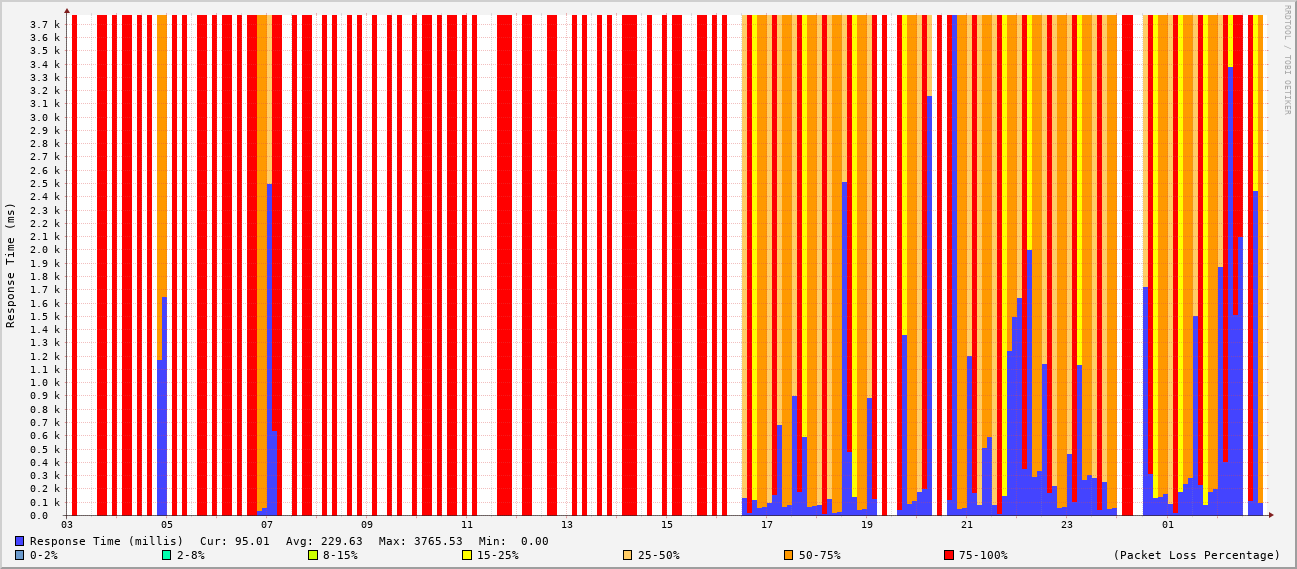 RRDTOOL / TOBI OETIKER
Response Time (ms)
3.7 k
3.6 k
3.5 k
3.4 k
3.3 k
3.2 k
3.1 k
3.0 k
2.9 k
2.8 k
2.7 k
2.6 k
2.5 k
2.4 k
2.3 k
2.2 k
2.1 k
2.0 k
1.9 k
1.8 k
1.7 k
1.6 k
1.5 k
1.4 k
1.3 k
1.2 k
1.1 k
1.0 k
0.9 k
0.8 k
0.7 k
0.6 k
0.5 k
0.4 k
0.3 k
0.2 k
0.1 k
0.0
03 05 07 09 11 13 15 17 19 21 23 01
Response Time (millis) Cur: 95.01 Avg: 229.63 Max: 3765.53 Min: 0.00
0-2% 2-8% 8-15% 15-25% 25-50% 50-75% 75-100% (Packet Loss Percentage)